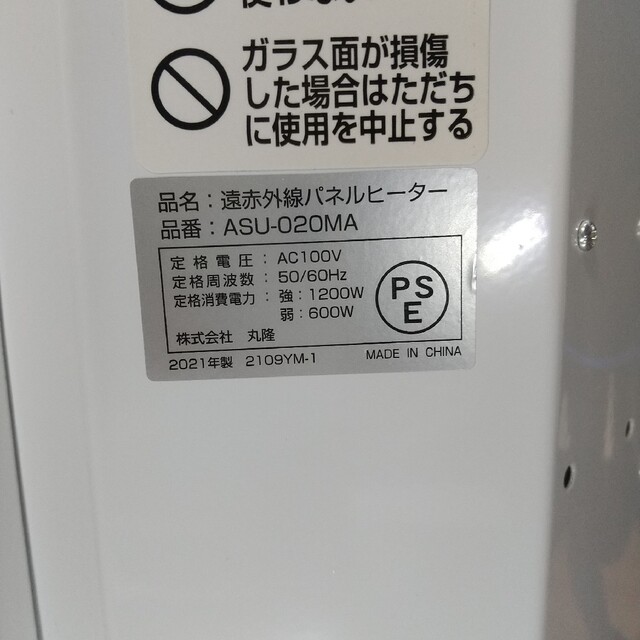 ガラス面が損傷
した場合はただち
に使用を中止する
品名：遠赤外線パネルヒーター
品番：ASU-020MA
定格電圧：AC100V
定格周波数：50/60Hz
定格消費電力：強：1200W
弱：600W
PS
E
株式会社 丸隆
2021年製 2109YM-1 MADE IN CHINA